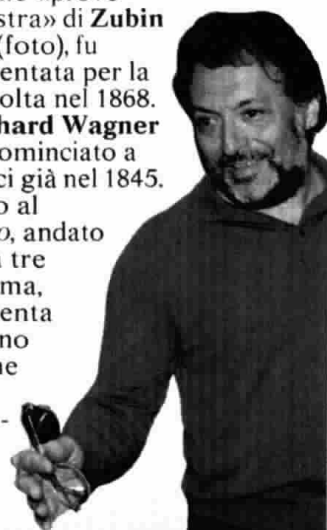 stra» di Zubin
(foto), fu
entata per la
olta nel 1868.
hard Wagner
ominciato a
ci già nel 1845.
o al
o, andato
tre
ma,
enta
no
ne
-